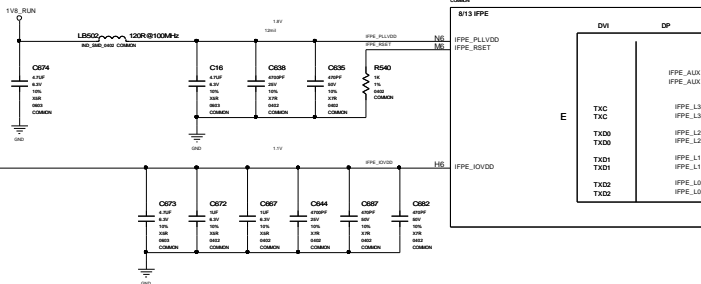 COMMON
8/13 IFPE
1V8_RUN
LB502
120R@100MHz
IND_SMD_0402 COMMON
1.8V
12mil
IFPE_PLLVDD
N6
IFPE_PLLVDD
IFPE_RSET
M6
IFPE_RSET
DVI
DP
C674
4.7UF
6.3V
10%
X5R
0603
COMMON
GND
C16
4.7UF
6.3V
10%
X5R
0603
COMMON
C638
4700PF
25V
10%
X7R
0402
COMMON
C635
470PF
50V
10%
X7R
0402
COMMON
R540
1K
1%
0402
COMMON
GND
E
IFPE_AUX
IFPE_AUX
TXC
IFPE_L3
TXC
IFPE_L3
TXD0
IFPE_L2
TXD0
IFPE_L2
TXD1
IFPE_L1
TXD1
IFPE_L1
TXD2
IFPE_L0
TXD2
IFPE_L0
1.1V
IFPE_IOVDD
H6
IFPE_IOVDD
C673
4.7UF
6.3V
10%
X5R
0603
COMMON
C672
1UF
6.3V
10%
X5R
0402
COMMON
C667
1UF
6.3V
10%
X5R
0402
COMMON
C644
4700PF
25V
10%
X7R
0402
COMMON
C687
470PF
50V
10%
X7R
0402
COMMON
C682
470PF
50V
10%
X7R
0402
COMMON
GND